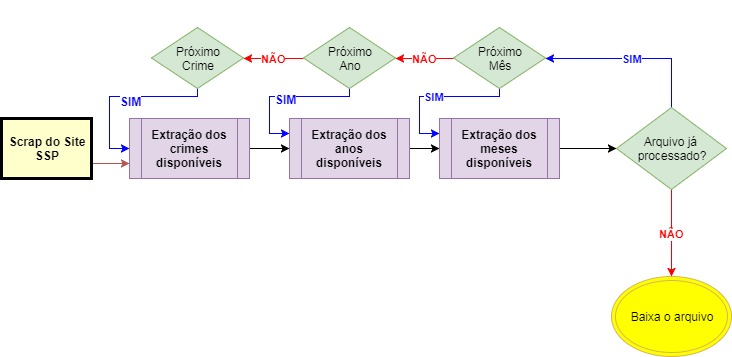 Próximo
Crime
NÃO
Próximo
Ano
NÃO
Próximo
Mês
SIM
SIM
SIM
SIM
Scrap do Site
SSP
Extração dos
crimes
disponíveis
Extração dos
anos
disponíveis
Extração dos
meses
disponíveis
Arquivo já
processado?
NÃO
Baixa o arquivo